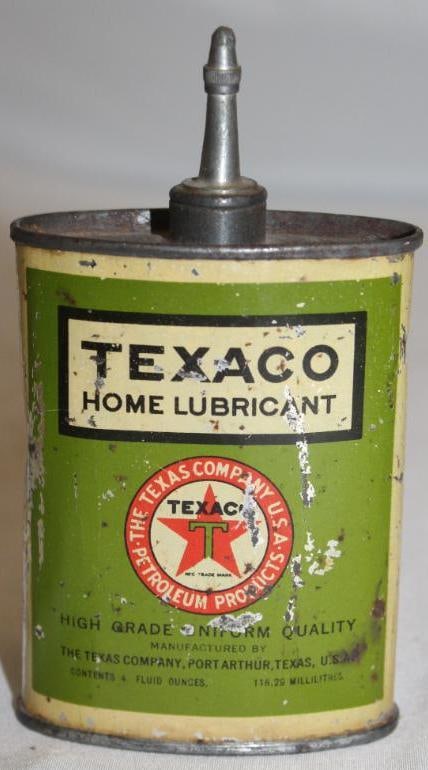 TEXACO
HOME LUBRICANT
THE TEXAS COMPANY U.S.A.
TEXACO
T
REG. TRADE MARK
PETROLEUM PRODUCTS
HIGH GRADE UNIFORM QUALITY
MANUFACTURED BY
THE TEXAS COMPANY, PORT ARTHUR, TEXAS, U.S.A.
CONTENTS 4 FLUID OUNCES. 118.29 MILLILITRES.